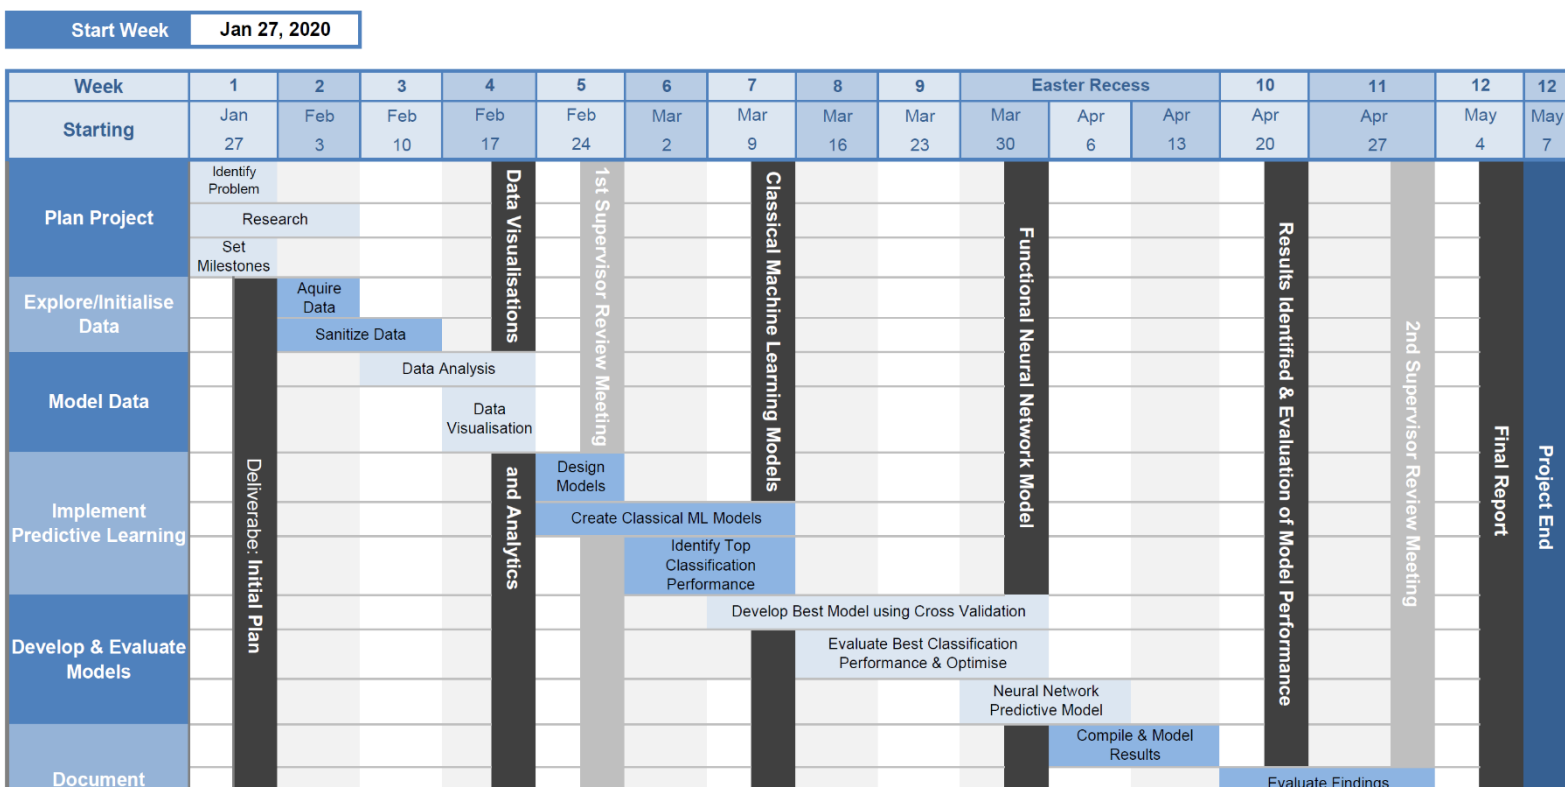 Start Week Jan 27, 2020
Week 1 2 3 4 5 6 7 8 9 Easter Recess 10 11 12 12
Starting
Jan Feb Feb Feb Feb Mar Mar Mar Mar Mar Apr Apr Apr Apr May May
27 3 10 17 24 2 9 16 23 30 6 13 20 27 4 7
Plan Project
Identify
Problem
Research
Set
Milestones
Explore/Initialise
Data
Aquire
Data
Sanitize Data
Model Data
Data Analysis
Data
Visualisation
Implement
Predictive Learning
Design
Models
Create Classical ML Models
Identify Top
Classification
Performance
Develop & Evaluate
Models
Develop Best Model using Cross Validation
Evaluate Best Classification
Performance & Optimise
Neural Network
Predictive Model
Document
Compile & Model
Results
Evaluate Findings
Deliverabe: Initial Plan
Data Visualisations
and Analytics
1st Supervisor Review Meeting
Classical Machine Learning Models
Functional Neural Network Model
Results Identified & Evaluation of Model Performance
2nd Supervisor Review Meeting
Final Report
Project End